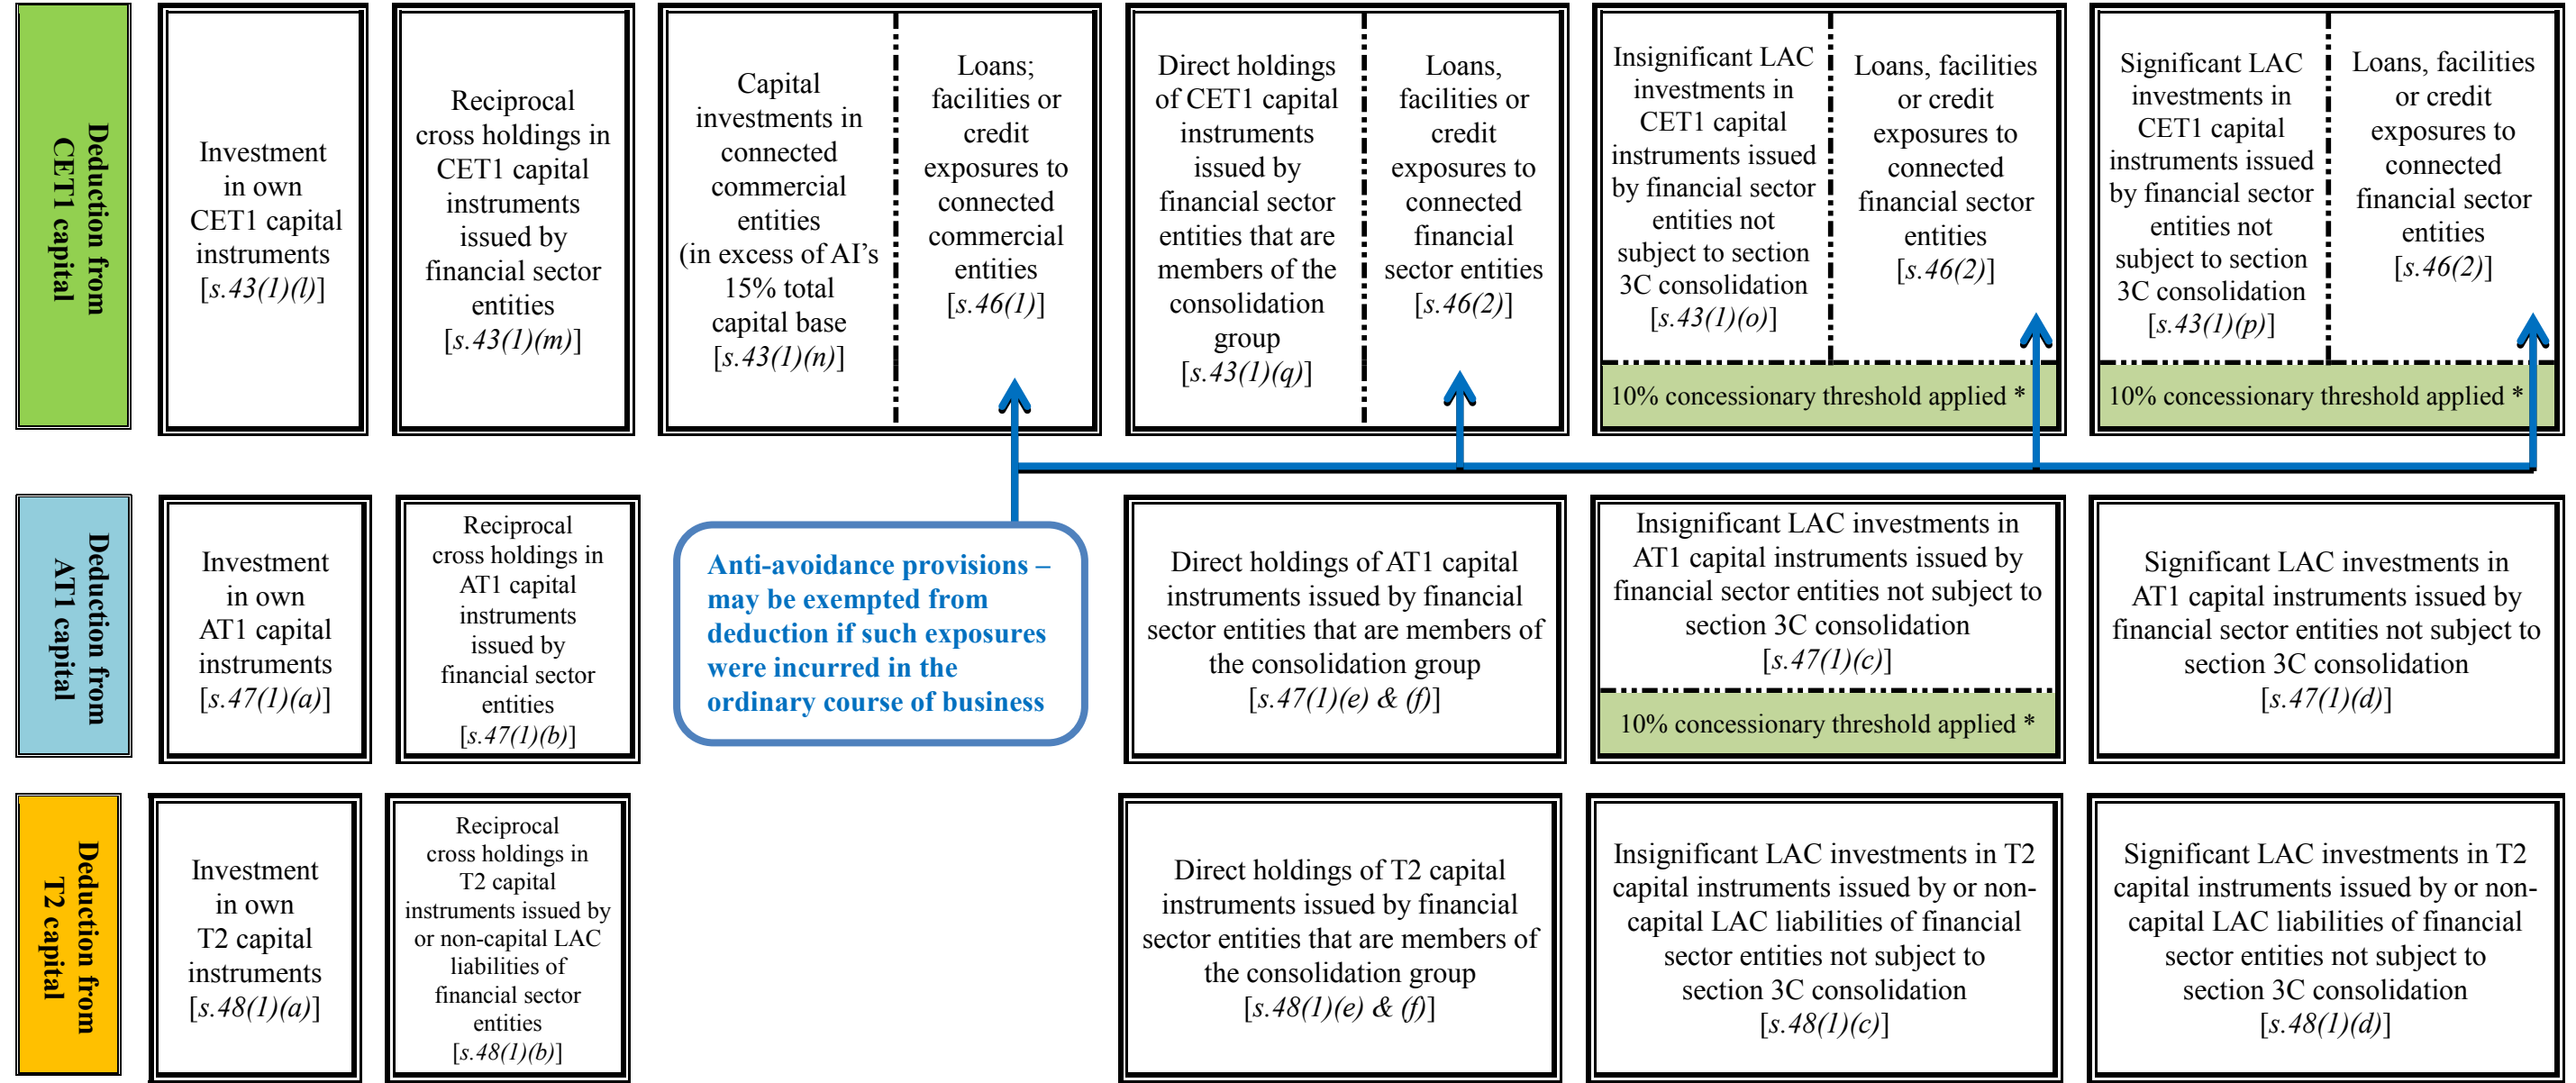 Deduction from
CET1 capital
Investment
in own
CET1 capital
instruments
[s.43(1)(l)]
Reciprocal
cross holdings in
CET1 capital
instruments
issued by
financial sector
entities
[s.43(1)(m)]
Capital
investments in
connected
commercial
entities
(in excess of AI’s
15% total
capital base
[s.43(1)(n)]
Loans;
facilities or
credit
exposures to
connected
commercial
entities
[s.46(1)]
Direct holdings
of CET1 capital
instruments
issued by
financial sector
entities that are
members of the
consolidation
group
[s.43(1)(q)]
Loans,
facilities or
credit
exposures to
connected
financial
sector entities
[s.46(2)]
Insignificant LAC
investments in
CET1 capital
instruments issued
by financial sector
entities not
subject to section
3C consolidation
[s.43(1)(o)]
Loans, facilities
or credit
exposures to
connected
financial sector
entities
[s.46(2)]
10% concessionary threshold applied *
Significant LAC
investments in
CET1 capital
instruments issued
by financial sector
entities not
subject to section
3C consolidation
[s.43(1)(p)]
Loans, facilities
or credit
exposures to
connected
financial sector
entities
[s.46(2)]
10% concessionary threshold applied *
Deduction from
AT1 capital
Investment
in own
AT1 capital
instruments
[s.47(1)(a)]
Reciprocal
cross holdings in
AT1 capital
instruments
issued by
financial sector
entities
[s.47(1)(b)]
Anti-avoidance provisions –
may be exempted from
deduction if such exposures
were incurred in the
ordinary course of business
Direct holdings of AT1 capital
instruments issued by financial
sector entities that are members of
the consolidation group
[s.47(1)(e) & (f)]
Insignificant LAC investments in
AT1 capital instruments issued by
financial sector entities not subject to
section 3C consolidation
[s.47(1)(c)]
10% concessionary threshold applied *
Significant LAC investments in
AT1 capital instruments issued by
financial sector entities not subject to
section 3C consolidation
[s.47(1)(d)]
Deduction from
T2 capital
Investment
in own
T2 capital
instruments
[s.48(1)(a)]
Reciprocal
cross holdings in
T2 capital
instruments issued by
or non-capital LAC
liabilities of
financial sector
entities
[s.48(1)(b)]
Direct holdings of T2 capital
instruments issued by financial
sector entities that are members of
the consolidation group
[s.48(1)(e) & (f)]
Insignificant LAC investments in T2
capital instruments issued by or non-
capital LAC liabilities of financial
sector entities not subject to
section 3C consolidation
[s.48(1)(c)]
Significant LAC investments in T2
capital instruments issued by or non-
capital LAC liabilities of financial
sector entities not subject to
section 3C consolidation
[s.48(1)(d)]